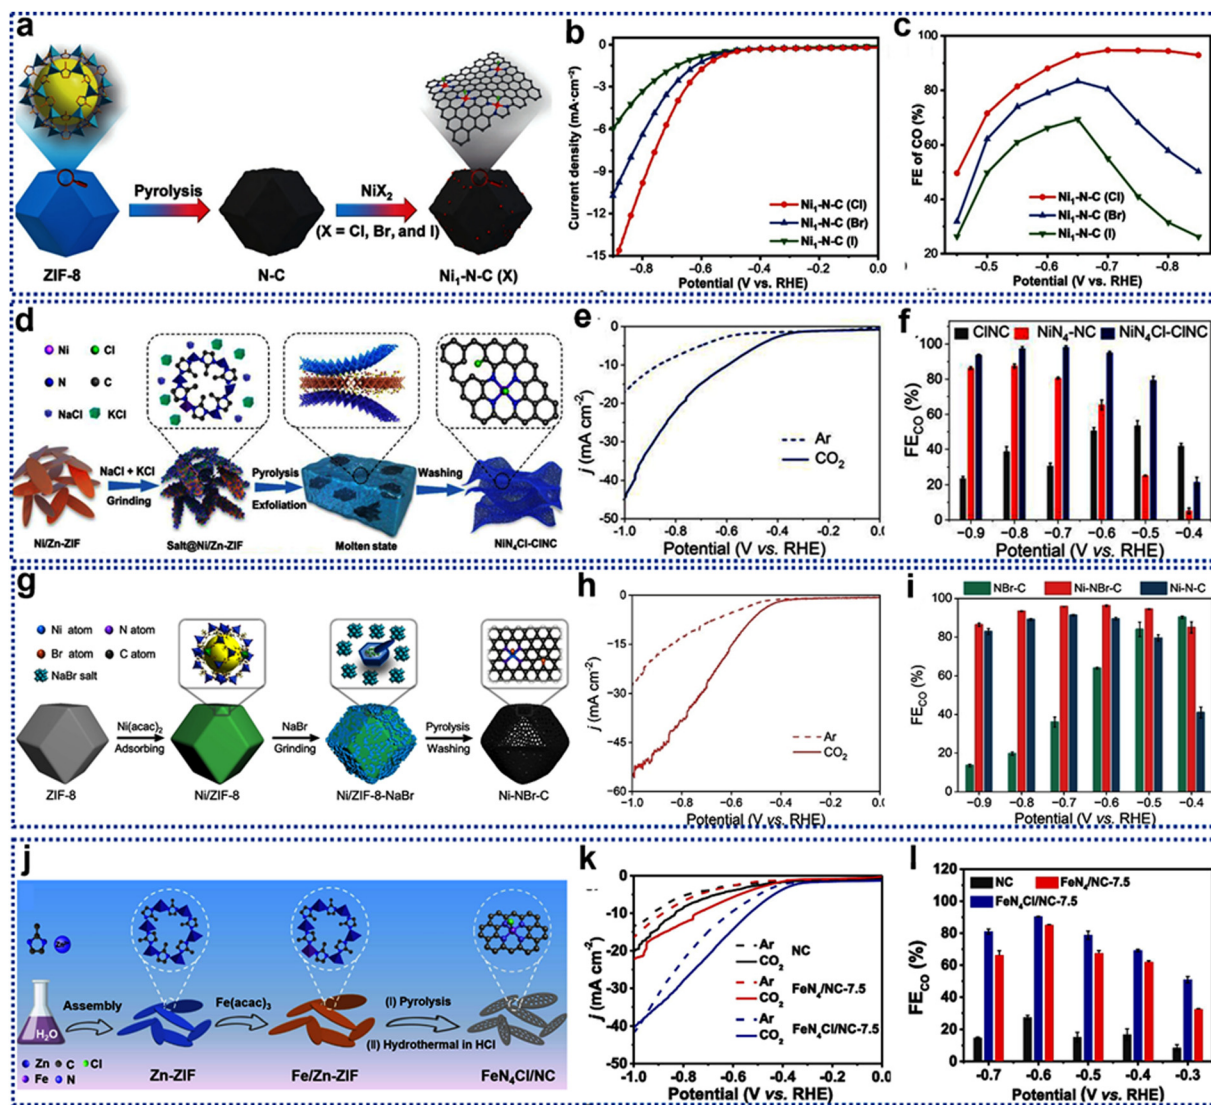 a
Pyrolysis
NiX₂
(X = Cl, Br, and I)
ZIF-8
N-C
Ni₁-N-C (X)
b
Current density (mA·cm⁻²)
0
−3
−6
−9
−12
−15
Ni₁-N-C (Cl)
Ni₁-N-C (Br)
Ni₁-N-C (I)
−0.8 −0.6 −0.4 −0.2 0.0
Potential (V vs. RHE)
c
FE of CO (%)
100
80
60
40
20
Ni₁-N-C (Cl)
Ni₁-N-C (Br)
Ni₁-N-C (I)
−0.5 −0.6 −0.7 −0.8
Potential (V vs. RHE)
d
Ni Cl
N C
NaCl KCl
NaCl + KCl
Grinding
Pyrolysis
Exfoliation
Washing
Ni/Zn-ZIF
Salt@Ni/Zn-ZIF
Molten state
NiN₄Cl-ClNC
e
j (mA cm⁻²)
0
−10
−20
−30
−40
−50
Ar
CO₂
−1.0 −0.8 −0.6 −0.4 −0.2 0.0
Potential (V vs. RHE)
f
ClNC NiN₄-NC NiN₄Cl-ClNC
FE_CO (%)
100
80
60
40
20
0
−0.9 −0.8 −0.7 −0.6 −0.5 −0.4
Potential (V vs. RHE)
g
Ni atom N atom
Br atom C atom
NaBr salt
Ni(acac)₂
Adsorbing
NaBr
Grinding
Pyrolysis
Washing
ZIF-8
Ni/ZIF-8
Ni/ZIF-8-NaBr
Ni-NBr-C
h
j (mA cm⁻²)
0
−15
−30
−45
−60
Ar
CO₂
−1.0 −0.8 −0.6 −0.4 −0.2 0.0
Potential (V vs. RHE)
i
NBr-C Ni-NBr-C Ni-N-C
FE_CO (%)
100
80
60
40
20
0
−0.9 −0.8 −0.7 −0.6 −0.5 −0.4
Potential (V vs. RHE)
j
H₂O
Assembly
Fe(acac)₃
(I) Pyrolysis
(II) Hydrothermal in HCl
Zn C Cl
Fe N
Zn-ZIF
Fe/Zn-ZIF
FeN₄Cl/NC
k
j (mA cm⁻²)
0
−10
−20
−30
−40
−50
Ar
CO₂ NC
Ar
CO₂ FeN₄/NC-7.5
Ar
CO₂ FeN₄Cl/NC-7.5
−1.0 −0.8 −0.6 −0.4 −0.2 0.0
Potential (V vs. RHE)
l
NC FeN₄/NC-7.5
FeN₄Cl/NC-7.5
FE_CO (%)
120
100
80
60
40
20
0
−0.7 −0.6 −0.5 −0.4 −0.3
Potential (V vs. RHE)